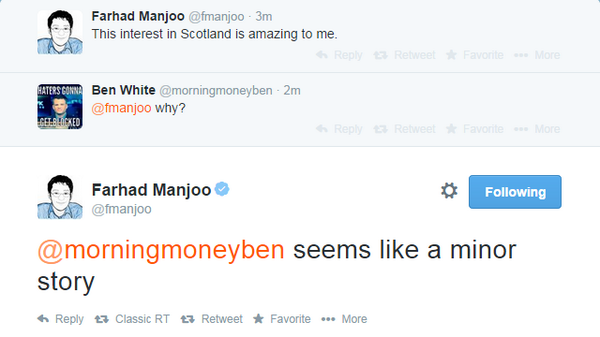 Farhad Manjoo @fmanjoo · 3m
This interest in Scotland is amazing to me.
Reply Retweet Favorite ••• More
HATERS GONNA
GET BLOCKED
Ben White @morningmoneyben · 2m
@fmanjoo why?
Reply Retweet Favorite ••• More
Farhad Manjoo
@fmanjoo
Following
@morningmoneyben seems like a minor
story
Reply Classic RT Retweet Favorite ••• More